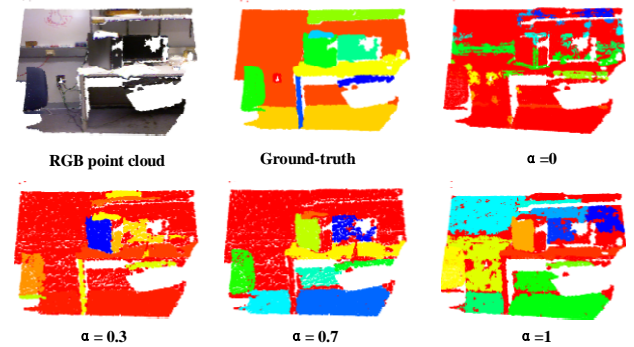 RGB point cloud
Ground-truth
α =0
α = 0.3
α = 0.7
α =1